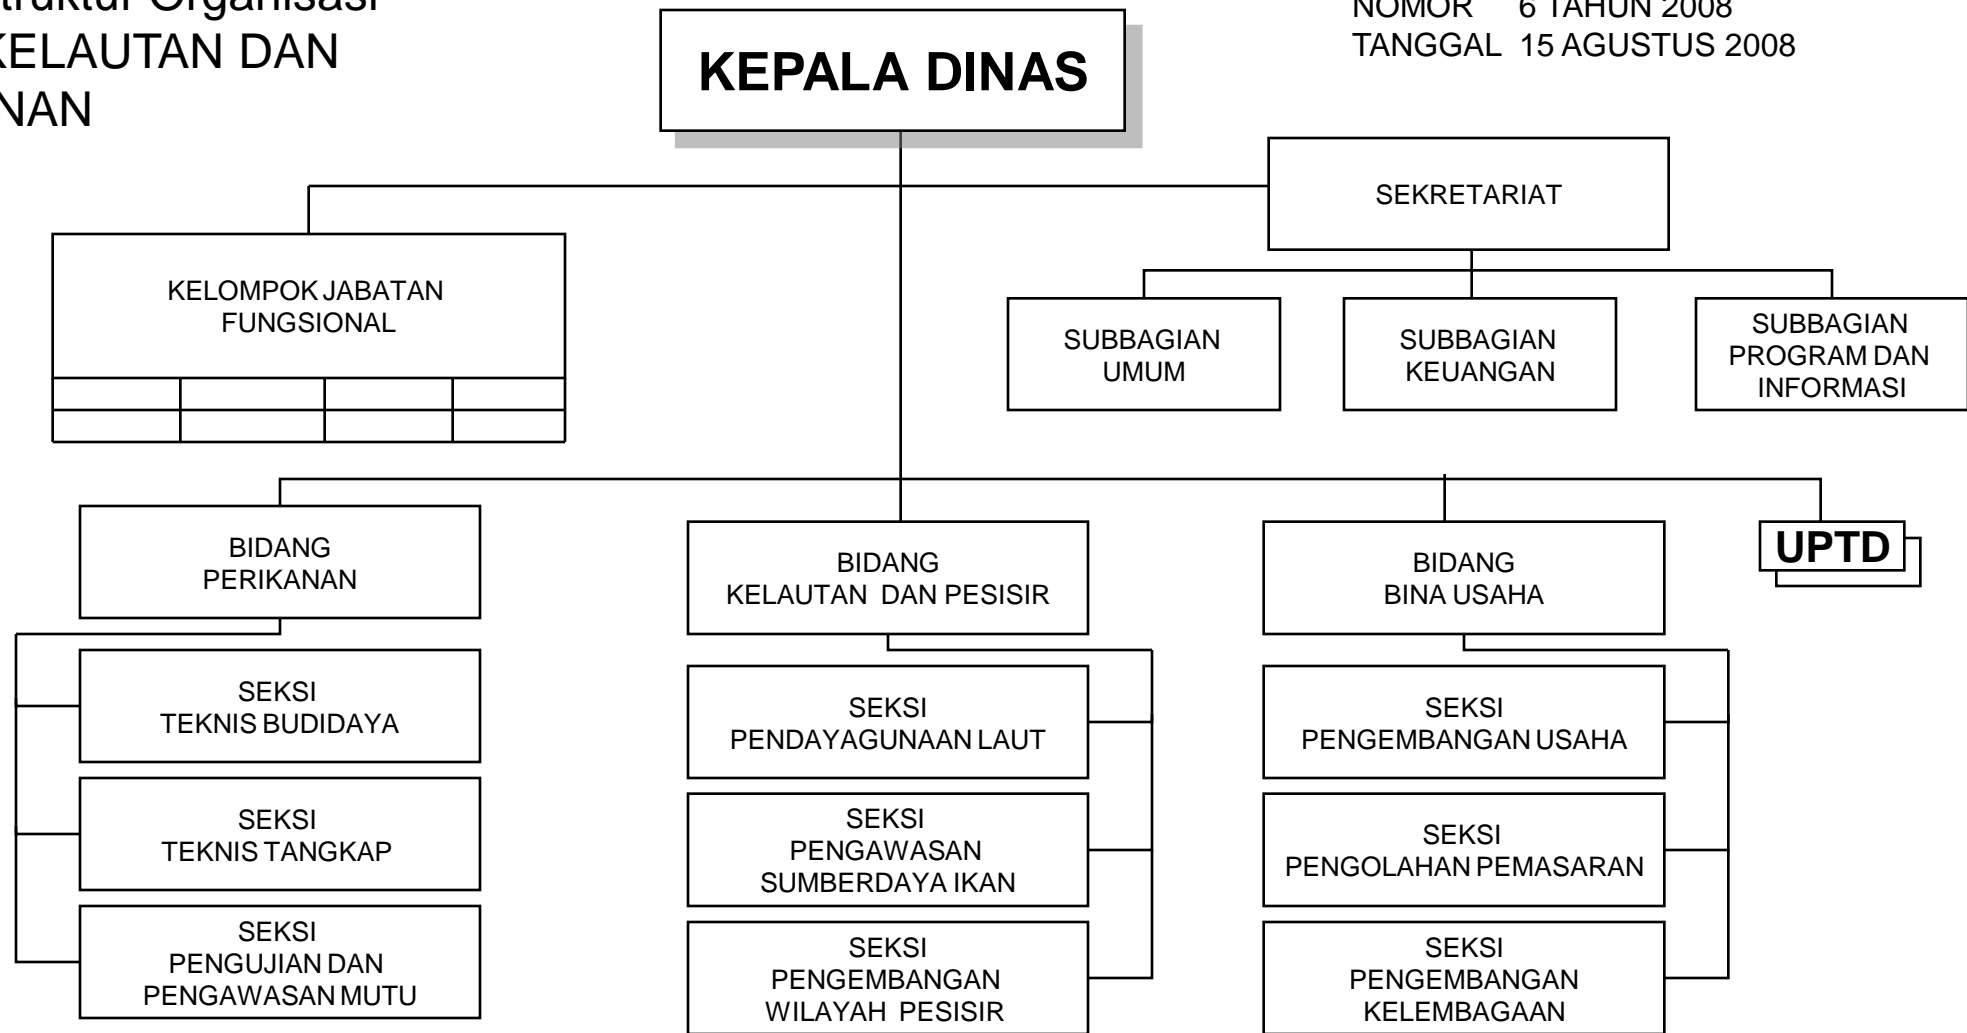 Struktur Organisasi
KELAUTAN DAN
NAN
NOMOR 6 TAHUN 2008
TANGGAL 15 AGUSTUS 2008
KEPALA DINAS
SEKRETARIAT
KELOMPOK JABATAN
FUNGSIONAL
SUBBAGIAN
UMUM
SUBBAGIAN
KEUANGAN
SUBBAGIAN
PROGRAM DAN
INFORMASI
BIDANG
PERIKANAN
BIDANG
KELAUTAN DAN PESISIR
BIDANG
BINA USAHA
UPTD
SEKSI
TEKNIS BUDIDAYA
SEKSI
TEKNIS TANGKAP
SEKSI
PENGUJIAN DAN
PENGAWASAN MUTU
SEKSI
PENDAYAGUNAAN LAUT
SEKSI
PENGAWASAN
SUMBERDAYA IKAN
SEKSI
PENGEMBANGAN
WILAYAH PESISIR
SEKSI
PENGEMBANGAN USAHA
SEKSI
PENGOLAHAN PEMASARAN
SEKSI
PENGEMBANGAN
KELEMBAGAAN